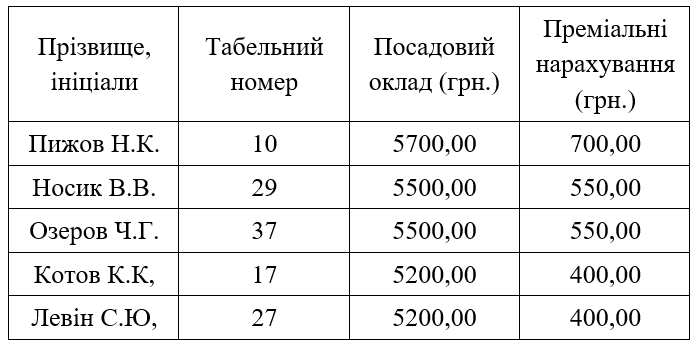 Прізвище, ініціали Табельний номер Посадовий оклад (грн.) Преміальні нарахування (грн.)
Пижов Н.К. 10 5700,00 700,00
Носик В.В. 29 5500,00 550,00
Озеров Ч.Г. 37 5500,00 550,00
Котов К.К, 17 5200,00 400,00
Левін С.Ю, 27 5200,00 400,00